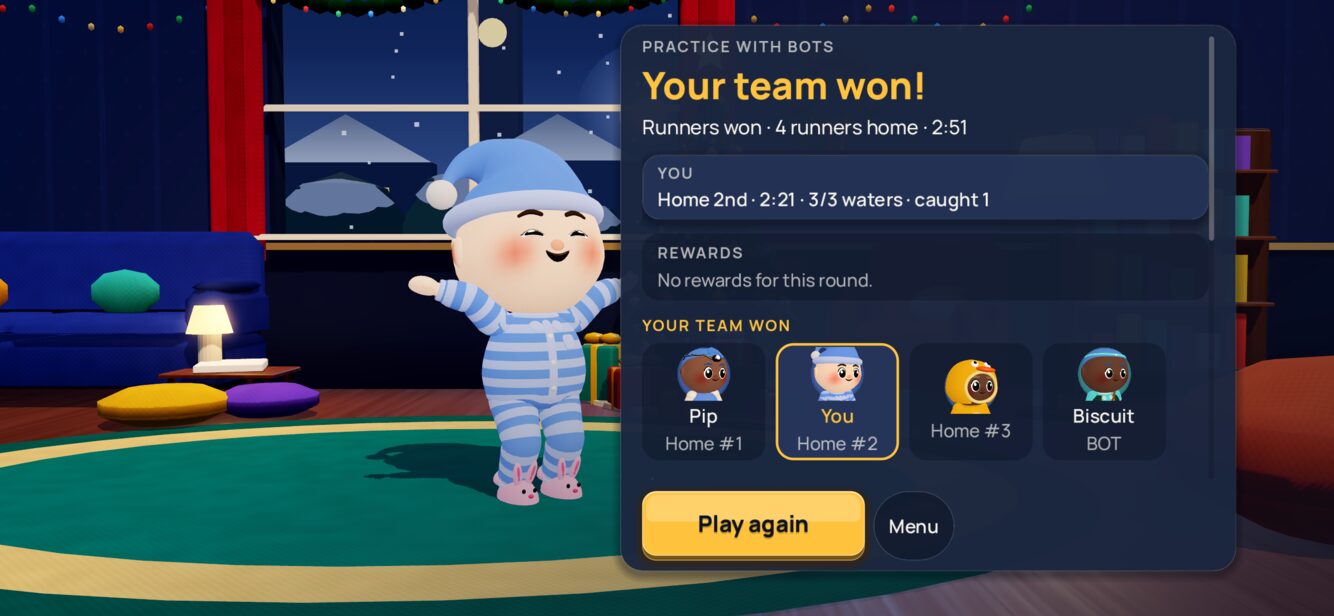 PRACTICE WITH BOTS
Your team won!
Runners won · 4 runners home · 2:51
YOU
Home 2nd · 2:21 · 3/3 waters · caught 1
REWARDS
No rewards for this round.
YOUR TEAM WON
Pip
Home #1
You
Home #2
Home #3
Biscuit
BOT
Play again
Menu